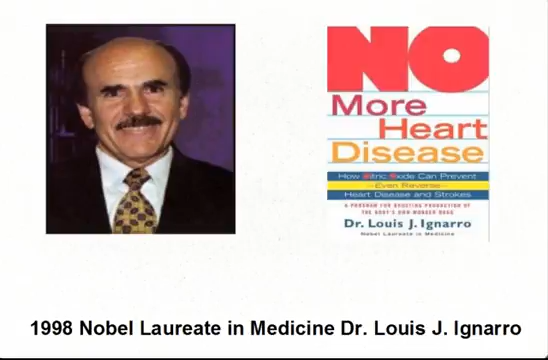 NO
More
Heart
Disease
How Nitric Oxide Can Prevent
—Even Reverse—
Heart Disease and Strokes
A PROGRAM FOR BOOSTING PRODUCTION OF
THE BODY'S OWN WONDER DRUG
Dr. Louis J. Ignarro
Nobel Laureate in Medicine
1998 Nobel Laureate in Medicine Dr. Louis J. Ignarro